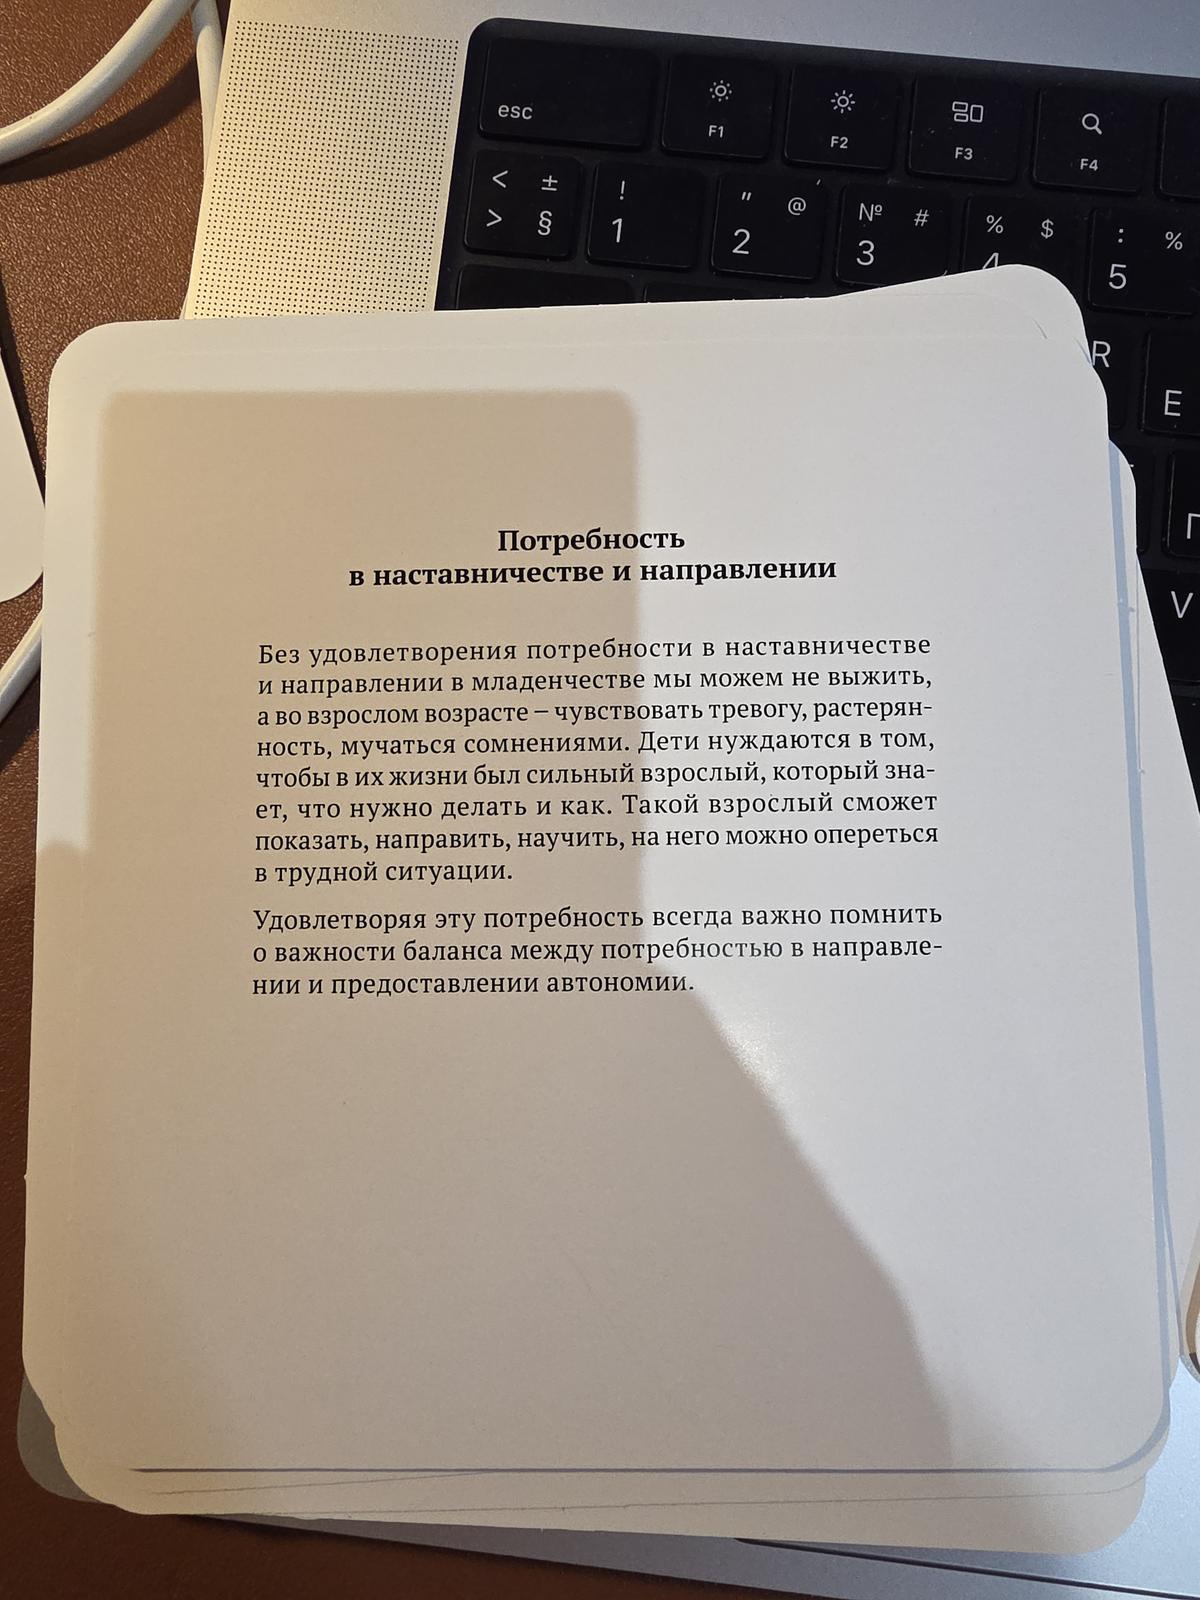 esc
F1
F2
F3
F4
< ±
> §
!
1
" @
2
№ #
3
% $
4
: %
5
R
E
V
Потребность
в наставничестве и направлении
Без удовлетворения потребности в наставничестве
и направлении в младенчестве мы можем не выжить,
а во взрослом возрасте – чувствовать тревогу, растерян-
ность, мучаться сомнениями. Дети нуждаются в том,
чтобы в их жизни был сильный взрослый, который зна-
ет, что нужно делать и как. Такой взрослый сможет
показать, направить, научить, на него можно опереться
в трудной ситуации.
Удовлетворяя эту потребность всегда важно помнить
о важности баланса между потребностью в направле-
нии и предоставлении автономии.